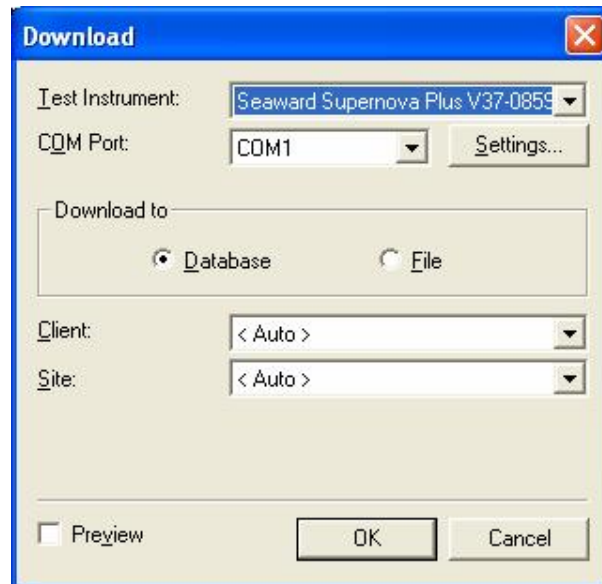 Download
Test Instrument: Seaward Supernova Plus V37-085S
COM Port: COM1 Settings...
Download to
Database File
Client: < Auto >
Site: < Auto >
Preview OK Cancel